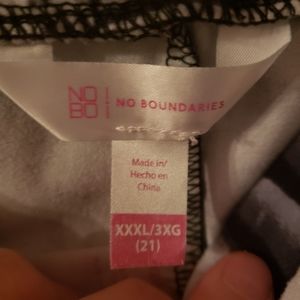 NO
BO
NO BOUNDARIES
Made in/
Hecho en
China
XXXL/3XG
(21)